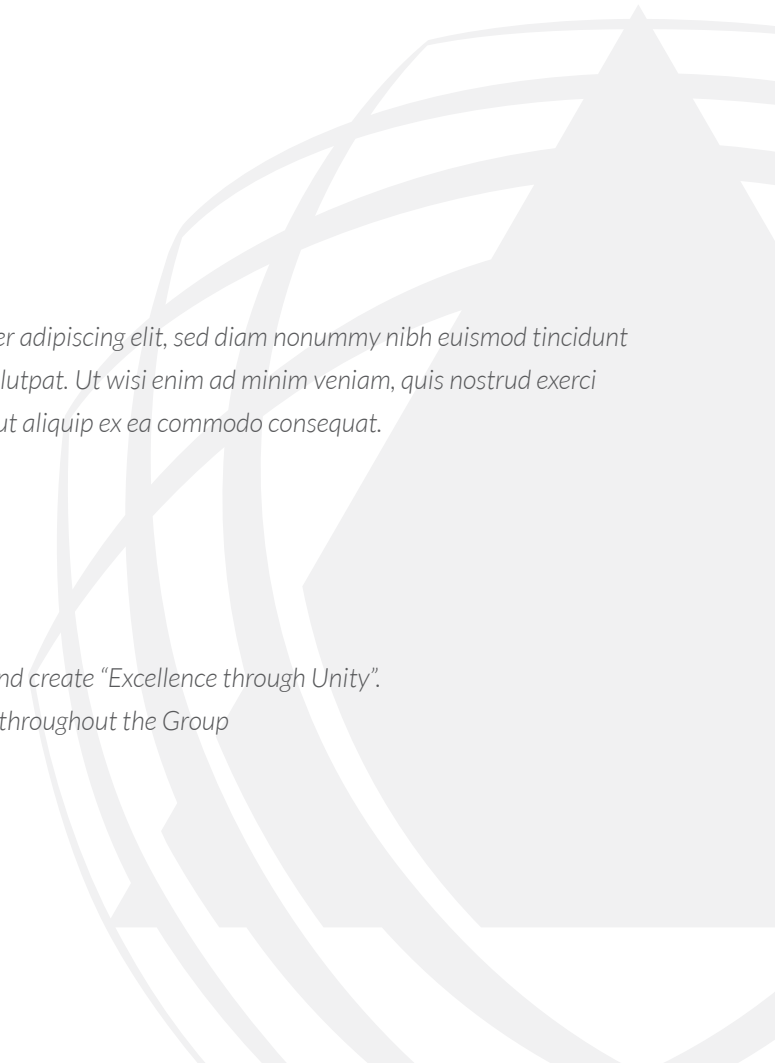 er adipiscing elit, sed diam nonummy nibh euismod tincidunt
lutpat. Ut wisi enim ad minim veniam, quis nostrud exerci
ut aliquip ex ea commodo consequat.
nd create “Excellence through Unity”.
throughout the Group